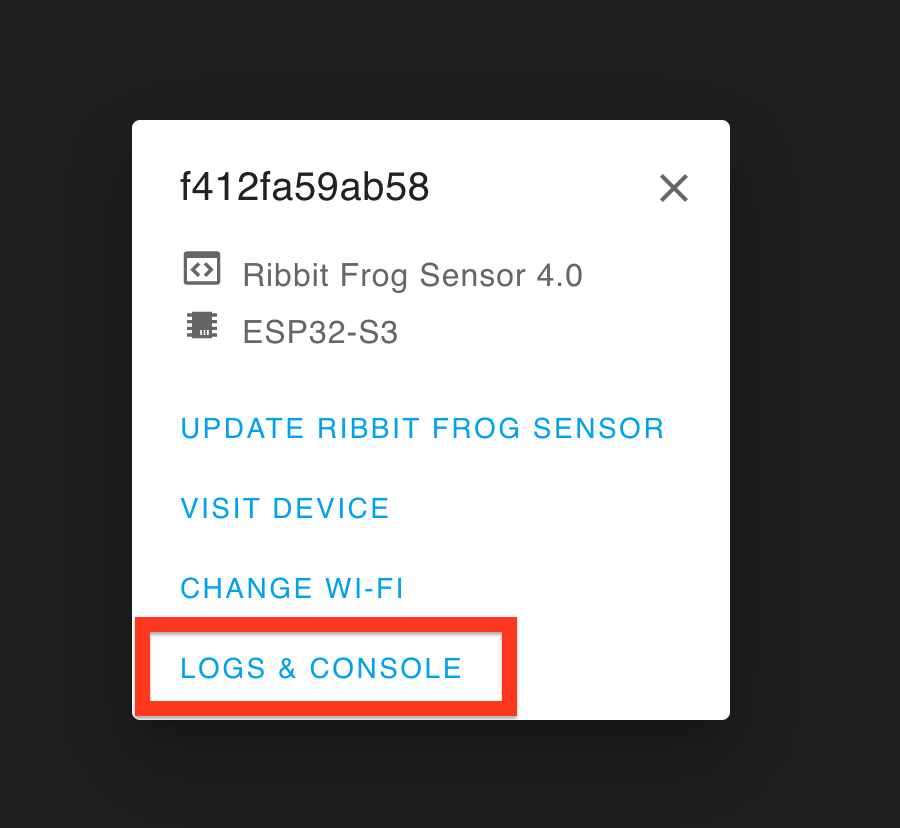 f412fa59ab58
Ribbit Frog Sensor 4.0
ESP32-S3
UPDATE RIBBIT FROG SENSOR
VISIT DEVICE
CHANGE WI-FI
LOGS & CONSOLE